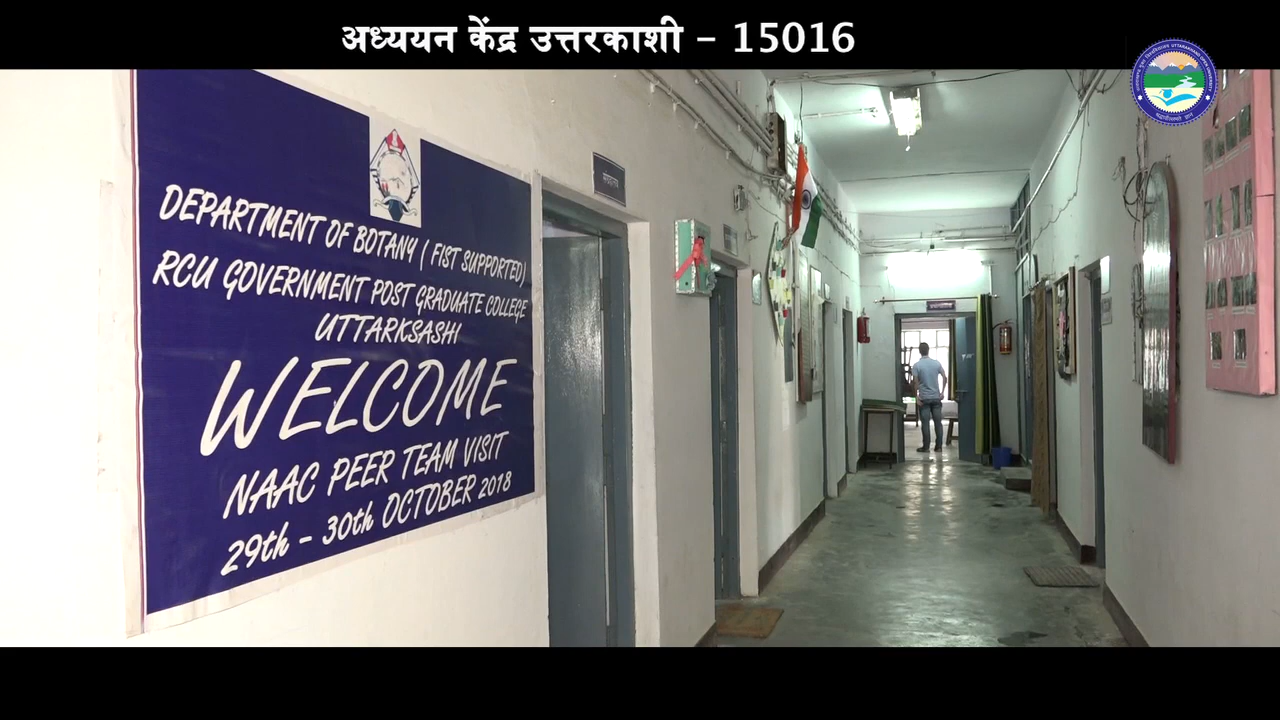 अध्ययन केंद्र उत्तरकाशी - 15016
DEPARTMENT OF BOTANY ( FIST SUPPORTED)
RCU GOVERNMENT POST GRADUATE COLLEGE
UTTARKSASHI
WELCOME
NAAC PEER TEAM VISIT
29th - 30th OCTOBER 2018